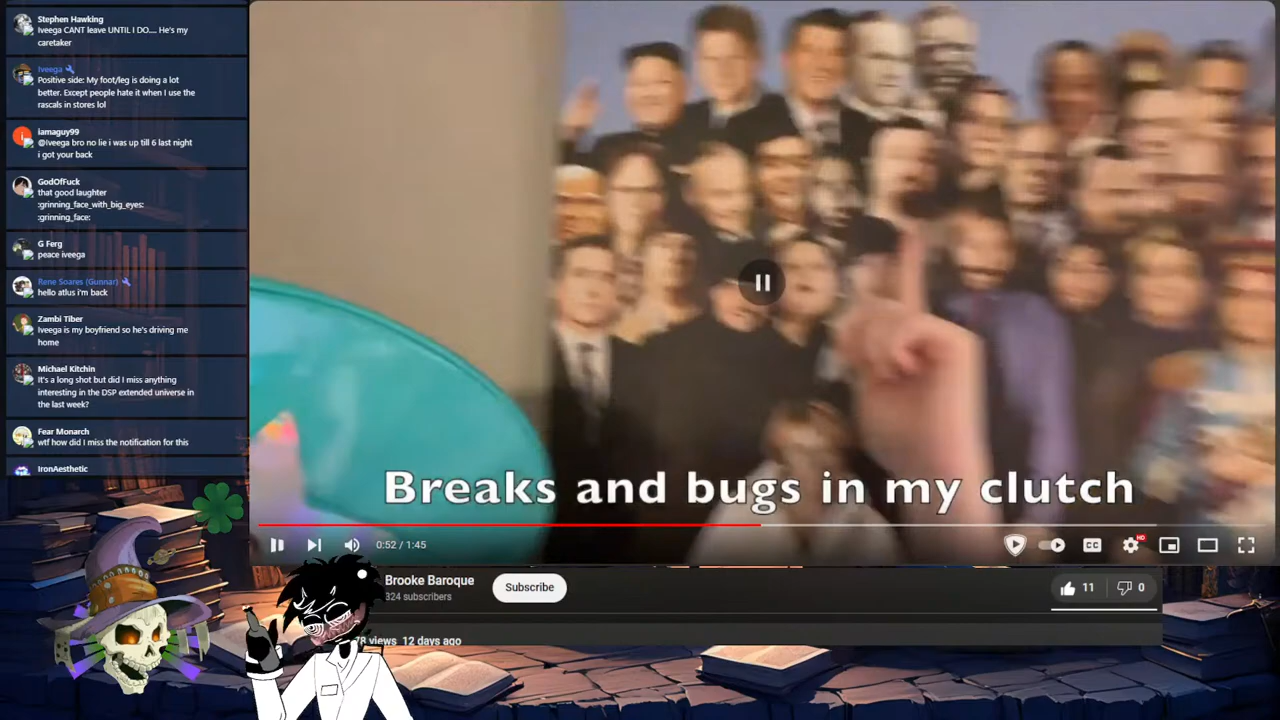 Stephen Hawking
Iveega CANT leave UNTIL I DO.... He's my
caretaker
Iveega
Positive side: My foot/leg is doing a lot
better. Except people hate it when I use the
rascals in stores lol
iamaguy99
@Iveega bro no lie i was up till 6 last night
i got your back
GodOfFuck
that good laughter
:grinning_face_with_big_eyes:
:grinning_face:
G Ferg
peace iveega
Rene Soares (Gunnar)
hello atlus i'm back
Zambi Tiber
Iveega is my boyfriend so he's driving me
home
Michael Kitchin
It's a long shot but did I miss anything
interesting in the DSP extended universe in
the last week?
Fear Monarch
wtf how did I miss the notification for this
IronAesthetic
Breaks and bugs in my clutch
0:52 / 1:45
CC
HD
Brooke Baroque
324 subscribers
Subscribe
11
0
views 12 days ago